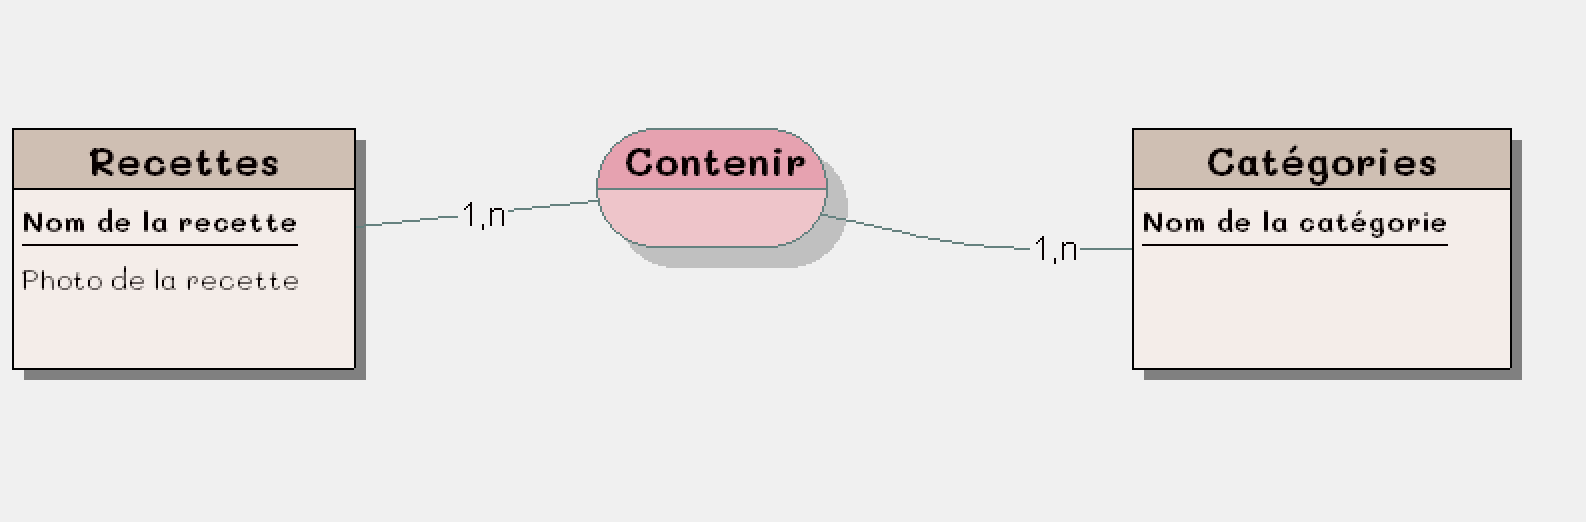 Recettes
Nom de la recette
Photo de la recette
1,n
Contenir
1,n
Catégories
Nom de la catégorie